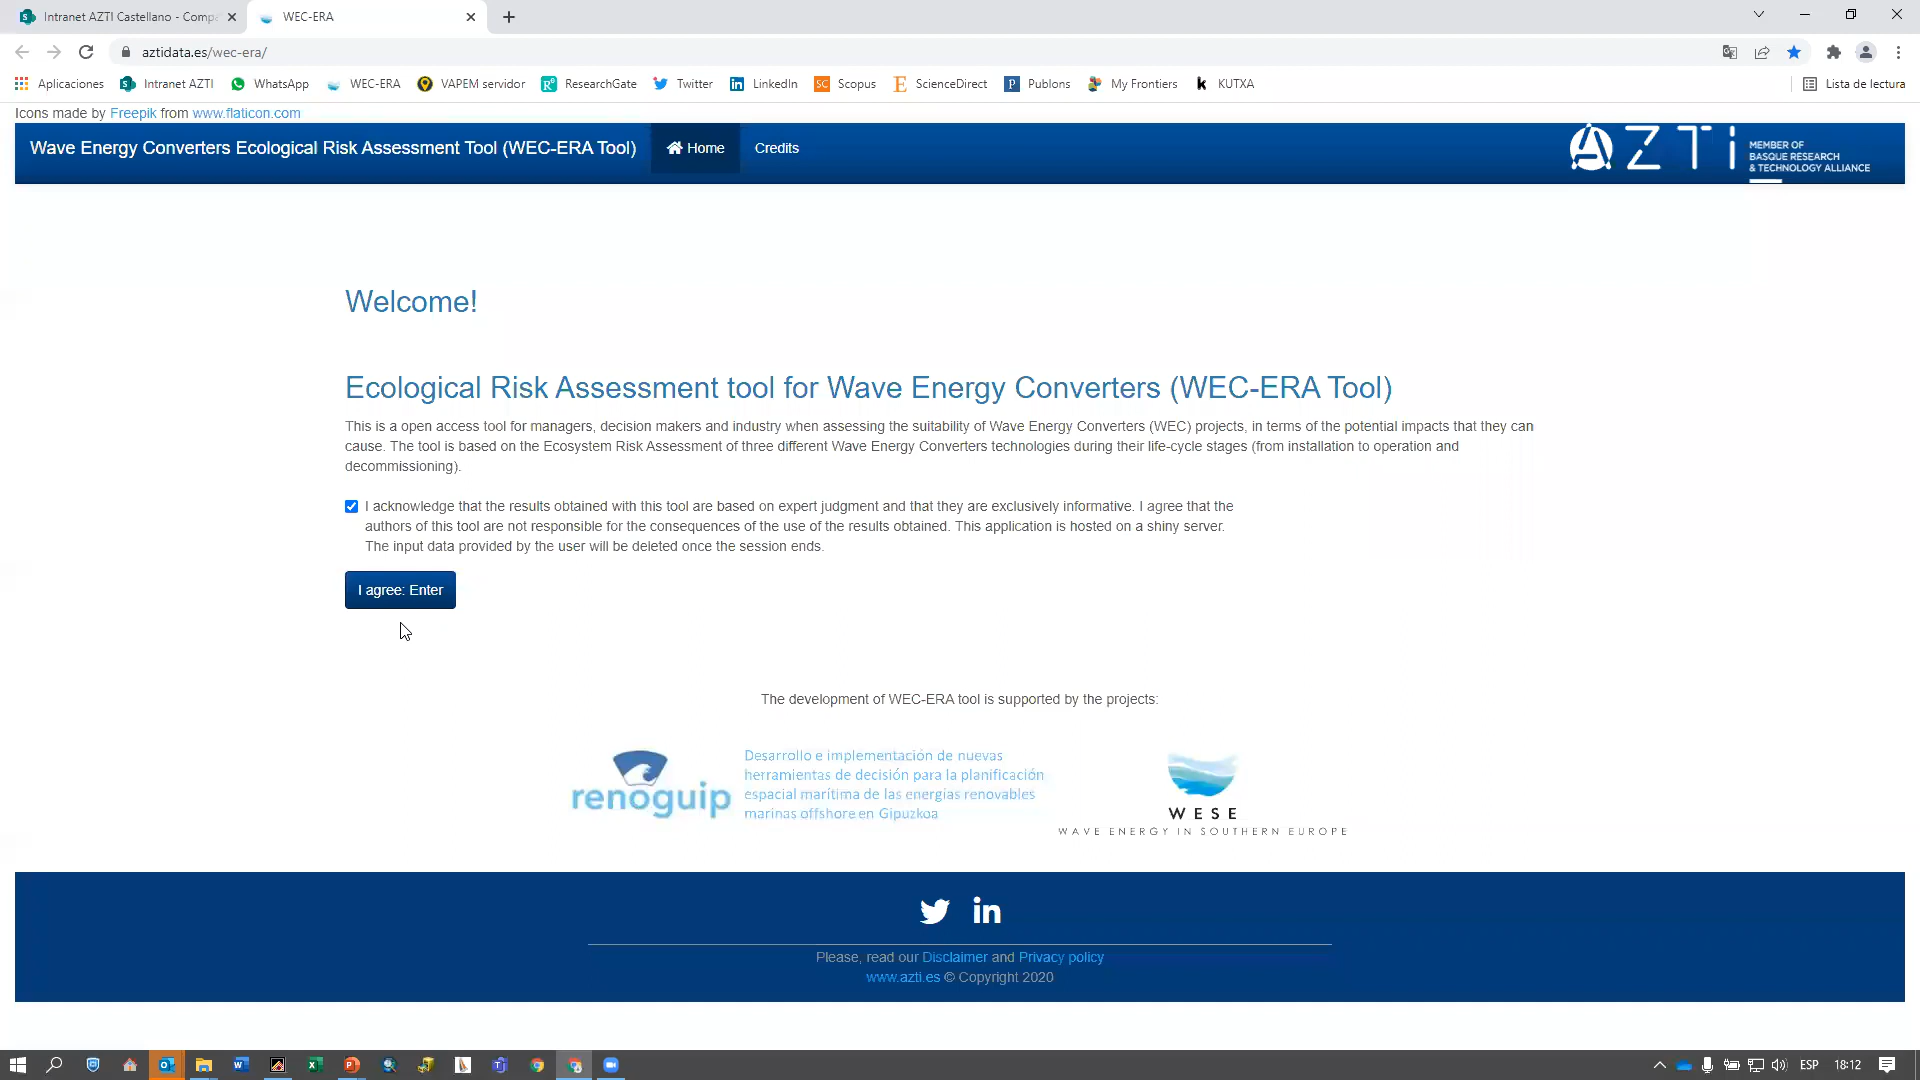 Intranet AZTI Castellano - Comp
WEC-ERA
aztidata.es/wec-era/
Aplicaciones
Intranet AZTI
WhatsApp
WEC-ERA
VAPEM servidor
ResearchGate
Twitter
LinkedIn
Scopus
ScienceDirect
Publons
My Frontiers
KUTXA
Lista de lectura
Icons made by Freepik from www.flaticon.com
Wave Energy Converters Ecological Risk Assessment Tool (WEC-ERA Tool)
Home
Credits
AZTi
MEMBER OF
BASQUE RESEARCH
& TECHNOLOGY ALLIANCE
Welcome!
Ecological Risk Assessment tool for Wave Energy Converters (WEC-ERA Tool)
This is a open access tool for managers, decision makers and industry when assessing the suitability of Wave Energy Converters (WEC) projects, in terms of the potential impacts that they can
cause. The tool is based on the Ecosystem Risk Assessment of three different Wave Energy Converters technologies during their life-cycle stages (from installation to operation and
decommissioning).
I acknowledge that the results obtained with this tool are based on expert judgment and that they are exclusively informative. I agree that the
authors of this tool are not responsible for the consequences of the use of the results obtained. This application is hosted on a shiny server.
The input data provided by the user will be deleted once the session ends.
I agree: Enter
The development of WEC-ERA tool is supported by the projects:
renoguip
Desarrollo e implementación de nuevas
herramientas de decisión para la planificación
espacial marítima de las energías renovables
marinas offshore en Gipuzkoa
WESE
WAVE ENERGY IN SOUTHERN EUROPE
Please, read our Disclaimer and Privacy policy
www.azti.es © Copyright 2020
ESP
18:12